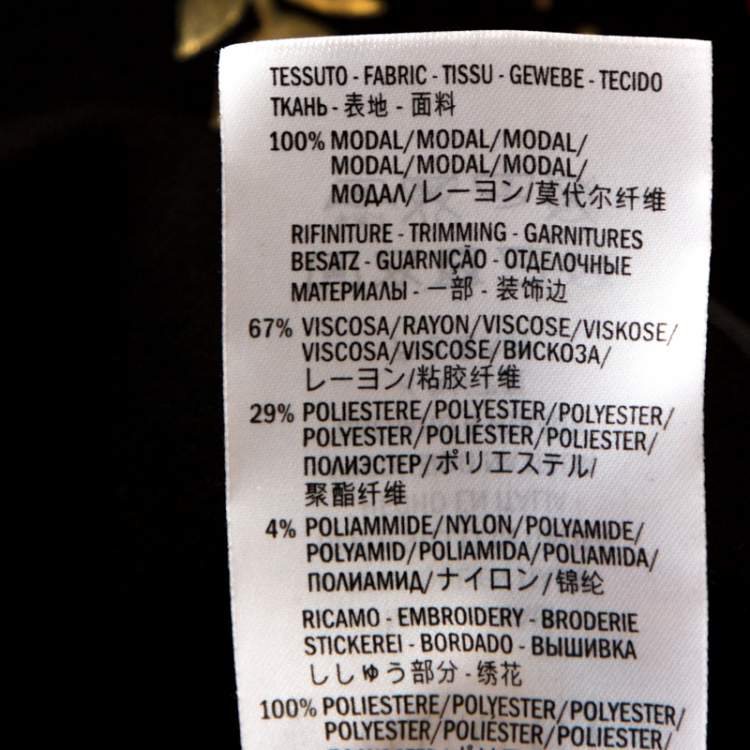 TESSUTO - FABRIC - TISSU - GEWEBE - TECIDO
ТКАНЬ - 表地 - 面料
100% MODAL/MODAL/MODAL/
MODAL/MODAL/MODAL/
МОДАЛ/レーヨン/莫代尔纤维
RIFINITURE - TRIMMING - GARNITURES
BESATZ - GUARNIÇÃO - ОТДЕЛОЧНЫЕ
МАТЕРИАЛЫ - 一部 - 装饰边
67% VISCOSA/RAYON/VISCOSE/VISKOSE/
VISCOSA/VISCOSE/ВИСКОЗА/
レーヨン/粘胶纤维
29% POLIESTERE/POLYESTER/POLYESTER/
POLYESTER/POLIÉSTER/POLIESTER/
ПОЛИЭСТЕР/ポリエステル/
聚酯纤维
4% POLIAMMIDE/NYLON/POLYAMIDE/
POLYAMID/POLIAMIDA/POLIAMIDA/
ПОЛИАМИД/ナイロン/锦纶
RICAMO - EMBROIDERY - BRODERIE
STICKEREI - BORDADO - ВЫШИВКА
ししゅう部分 - 绣花
100% POLIESTERE/POLYESTER/POLYESTER/
POLYESTER/POLIÉSTER/POLIESTER/